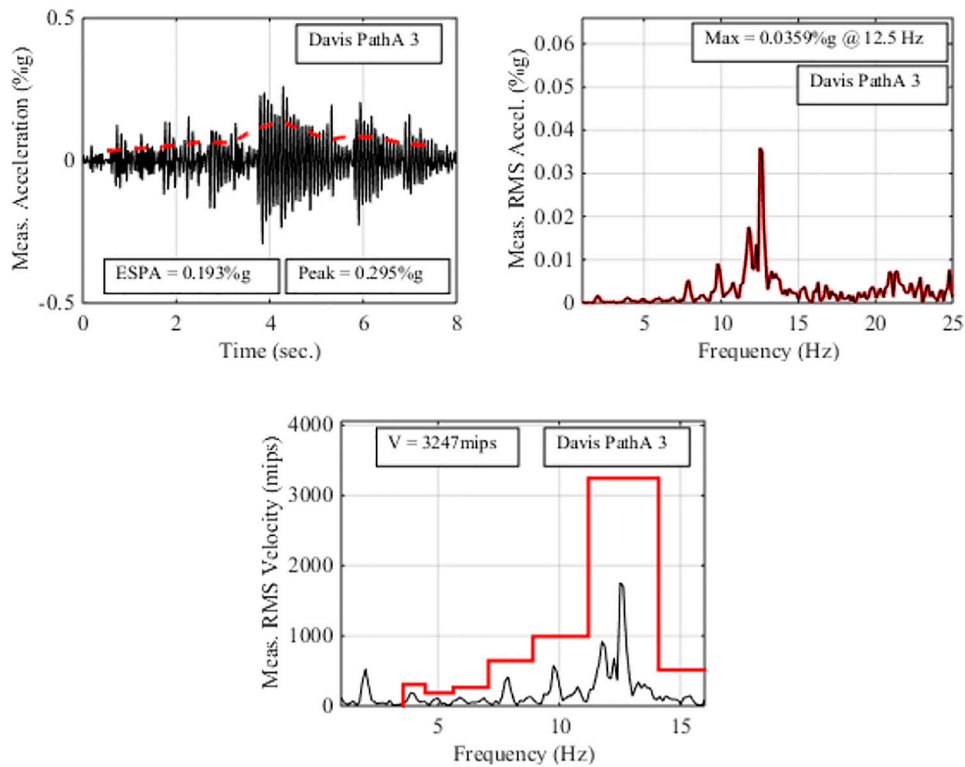 0.5
Davis PathA 3
Meas. Acceleration (%g)
0
ESPA = 0.193%g
Peak = 0.295%g
-0.5
0 2 4 6 8
Time (sec.)
Max = 0.0359%g @ 12.5 Hz
Davis PathA 3
Meas. RMS Accel. (%g)
0.06
0.05
0.04
0.03
0.02
0.01
0
5 10 15 20 25
Frequency (Hz)
V = 3247mips
Davis PathA 3
Meas. RMS Velocity (mips)
4000
3000
2000
1000
0
5 10 15
Frequency (Hz)